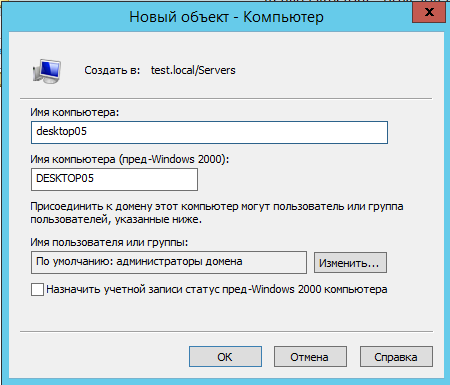 Новый объект - Компьютер
x
Создать в: test.local/Servers
Имя компьютера:
desktop05
Имя компьютера (пред-Windows 2000):
DESKTOP05
Присоединить к домену этот компьютер могут пользователь или группа
пользователей, указанные ниже.
Имя пользователя или группы:
По умолчанию: администраторы домена
Изменить...
Назначить учетной записи статус пред-Windows 2000 компьютера
ОК
Отмена
Справка